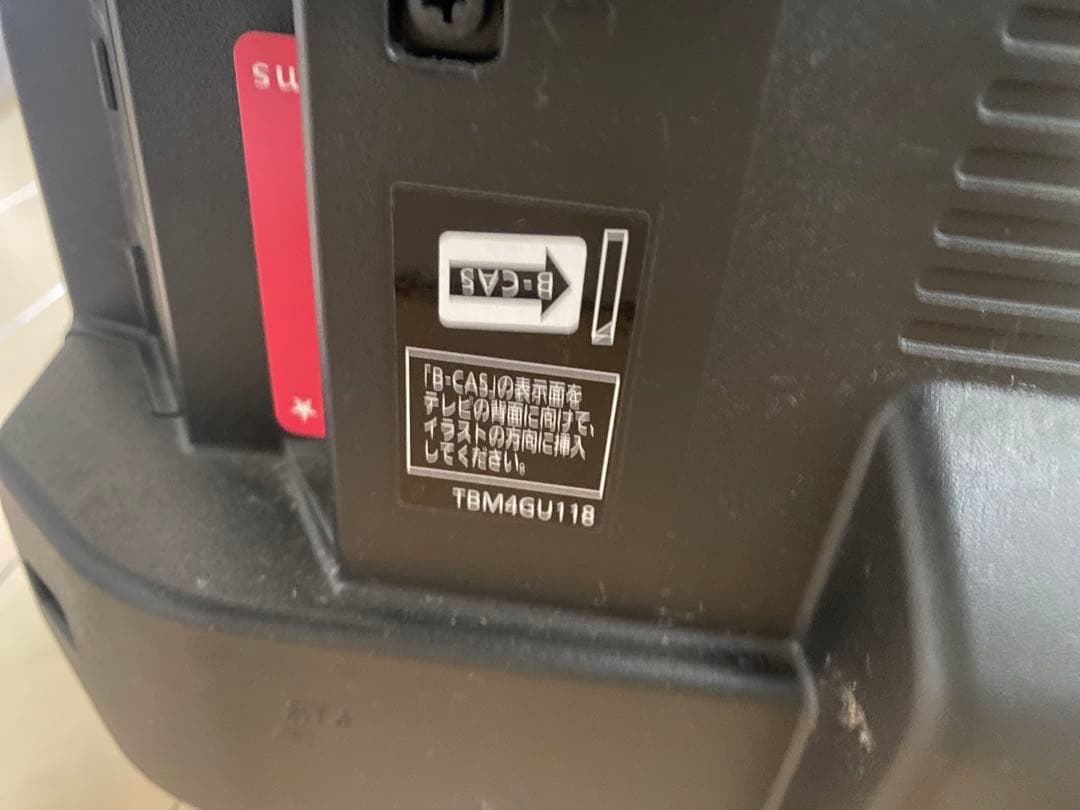 B-CAS
「B-CAS」の表示面を
テレビの背面に向けて、
イラストの方向に挿入
してください。
TBM4GU118